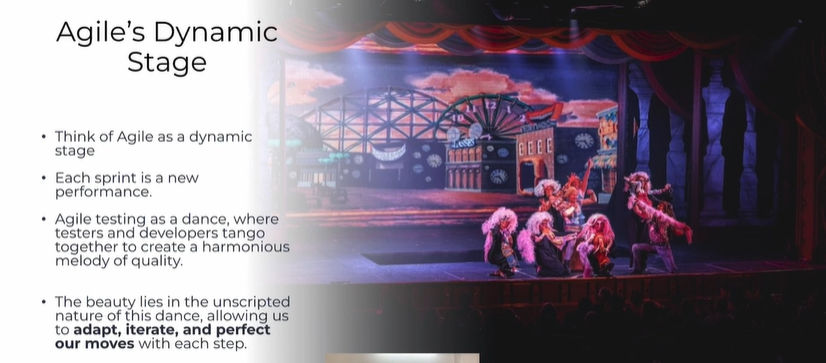 Agile’s Dynamic
Stage
• Think of Agile as a dynamic
stage
• Each sprint is a new
performance.
• Agile testing as a dance, where
testers and developers tango
together to create a harmonious
melody of quality.
• The beauty lies in the unscripted
nature of this dance, allowing us
to adapt, iterate, and perfect
our moves with each step.